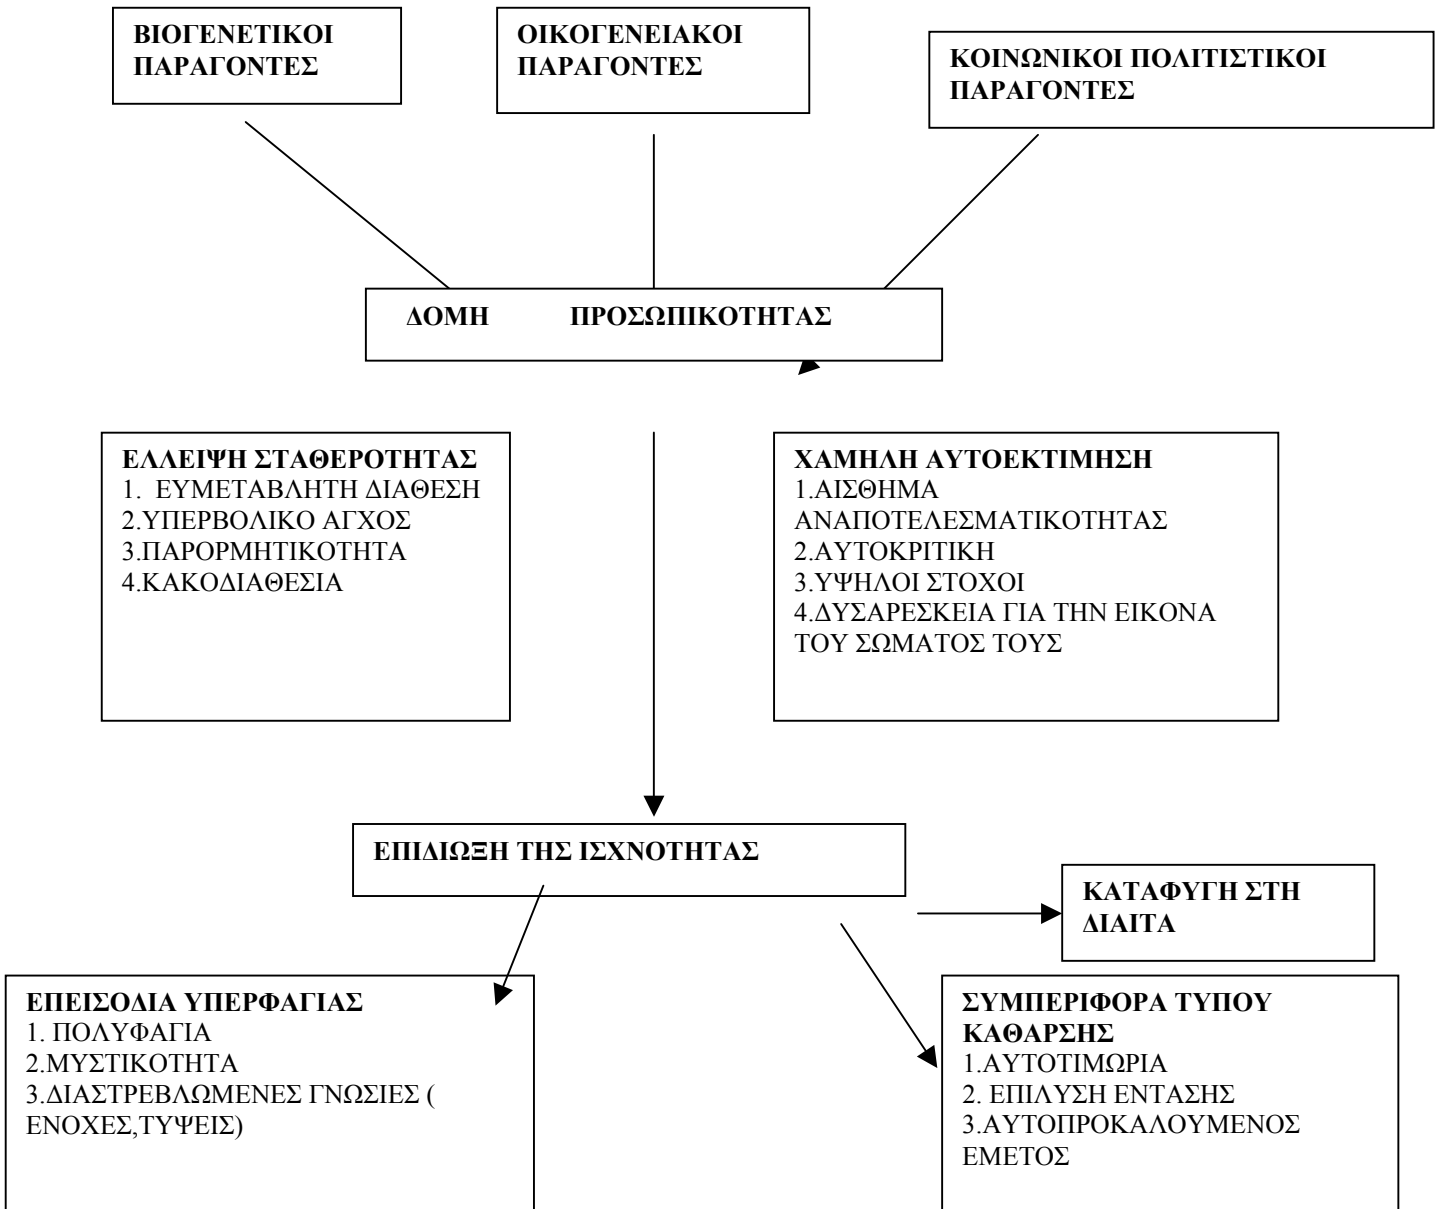 ΒΙΟΓΕΝΕΤΙΚΟΙ
ΠΑΡΑΓΟΝΤΕΣ
ΟΙΚΟΓΕΝΕΙΑΚΟΙ
ΠΑΡΑΓΟΝΤΕΣ
ΚΟΙΝΩΝΙΚΟΙ ΠΟΛΙΤΙΣΤΙΚΟΙ
ΠΑΡΑΓΟΝΤΕΣ
ΔΟΜΗ ΠΡΟΣΩΠΙΚΟΤΗΤΑΣ
ΕΛΛΕΙΨΗ ΣΤΑΘΕΡΟΤΗΤΑΣ
1. ΕΥΜΕΤΑΒΛΗΤΗ ΔΙΑΘΕΣΗ
2.ΥΠΕΡΒΟΛΙΚΟ ΑΓΧΟΣ
3.ΠΑΡΟΡΜΗΤΙΚΟΤΗΤΑ
4.ΚΑΚΟΔΙΑΘΕΣΙΑ
ΧΑΜΗΛΗ ΑΥΤΟΕΚΤΙΜΗΣΗ
1.ΑΙΣΘΗΜΑ
ΑΝΑΠΟΤΕΛΕΣΜΑΤΙΚΟΤΗΤΑΣ
2.ΑΥΤΟΚΡΙΤΙΚΗ
3.ΥΨΗΛΟΙ ΣΤΟΧΟΙ
4.ΔΥΣΑΡΕΣΚΕΙΑ ΓΙΑ ΤΗΝ ΕΙΚΟΝΑ
ΤΟΥ ΣΩΜΑΤΟΣ ΤΟΥΣ
ΕΠΙΔΙΩΞΗ ΤΗΣ ΙΣΧΝΟΤΗΤΑΣ
ΚΑΤΑΦΥΓΗ ΣΤΗ
ΔΙΑΙΤΑ
ΕΠΕΙΣΟΔΙΑ ΥΠΕΡΦΑΓΙΑΣ
1. ΠΟΛΥΦΑΓΙΑ
2.ΜΥΣΤΙΚΟΤΗΤΑ
3.ΔΙΑΣΤΡΕΒΛΩΜΕΝΕΣ ΓΝΩΣΙΕΣ (
ΕΝΟΧΕΣ,ΤΥΨΕΙΣ)
ΣΥΜΠΕΡΙΦΟΡΑ ΤΥΠΟΥ
ΚΑΘΑΡΣΗΣ
1.ΑΥΤΟΤΙΜΩΡΙΑ
2. ΕΠΙΛΥΣΗ ΕΝΤΑΣΗΣ
3.ΑΥΤΟΠΡΟΚΑΛΟΥΜΕΝΟΣ
ΕΜΕΤΟΣ